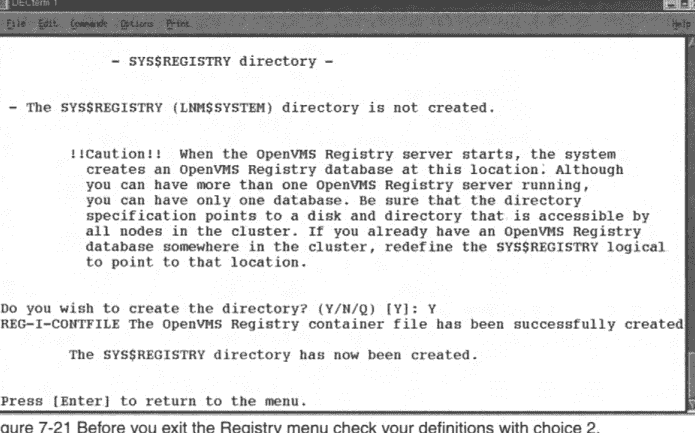 DECterm 1
File Edit Commands Options Print Help
- SYS$REGISTRY directory -
- The SYS$REGISTRY (LNM$SYSTEM) directory is not created.
!!Caution!! When the OpenVMS Registry server starts, the system
creates an OpenVMS Registry database at this location. Although
you can have more than one OpenVMS Registry server running,
you can have only one database. Be sure that the directory
specification points to a disk and directory that is accessible by
all nodes in the cluster. If you already have an OpenVMS Registry
database somewhere in the cluster, redefine the SYS$REGISTRY logical
to point to that location.
Do you wish to create the directory? (Y/N/Q) [Y]: Y
REG-I-CONTFILE The OpenVMS Registry container file has been successfully created
The SYS$REGISTRY directory has now been created.
Press [Enter] to return to the menu.
gure 7-21 Before you exit the Registry menu check your definitions with choice 2.